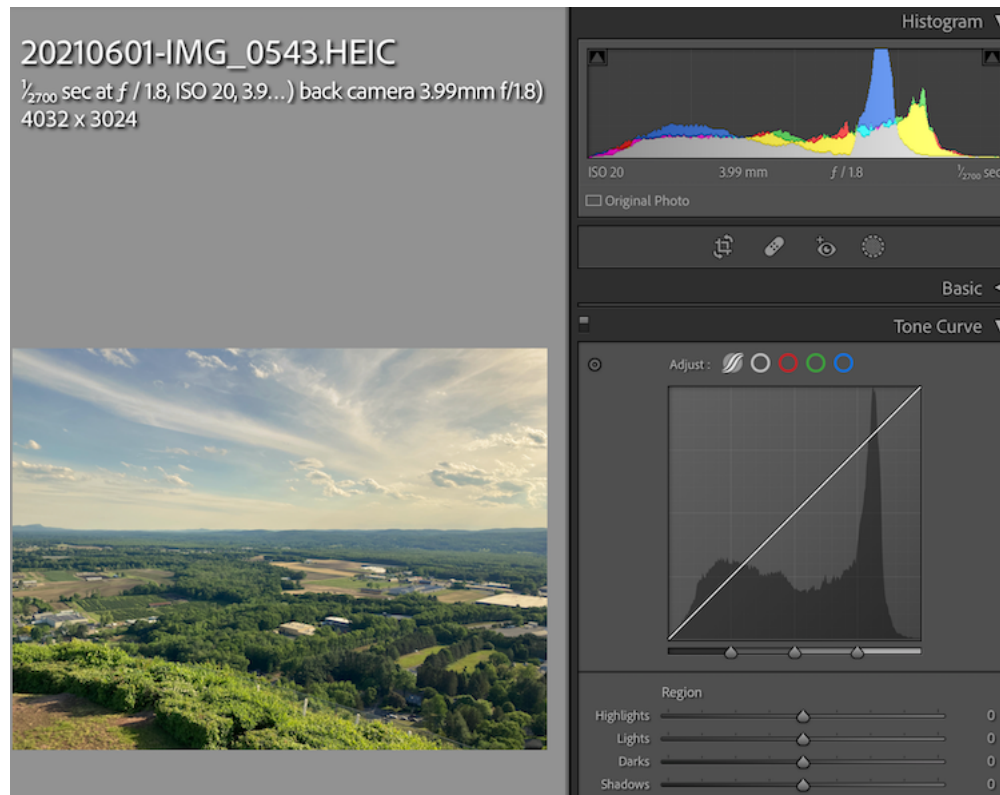 20210601-IMG_0543.HEIC
1/2700 sec at ƒ / 1.8, ISO 20, 3.9...) back camera 3.99mm f/1.8)
4032 x 3024
Histogram
ISO 20 3.99 mm ƒ / 1.8 1/2700 sec
Original Photo
Basic
Tone Curve
Adjust :
Region
Highlights 0
Lights 0
Darks 0
Shadows 0